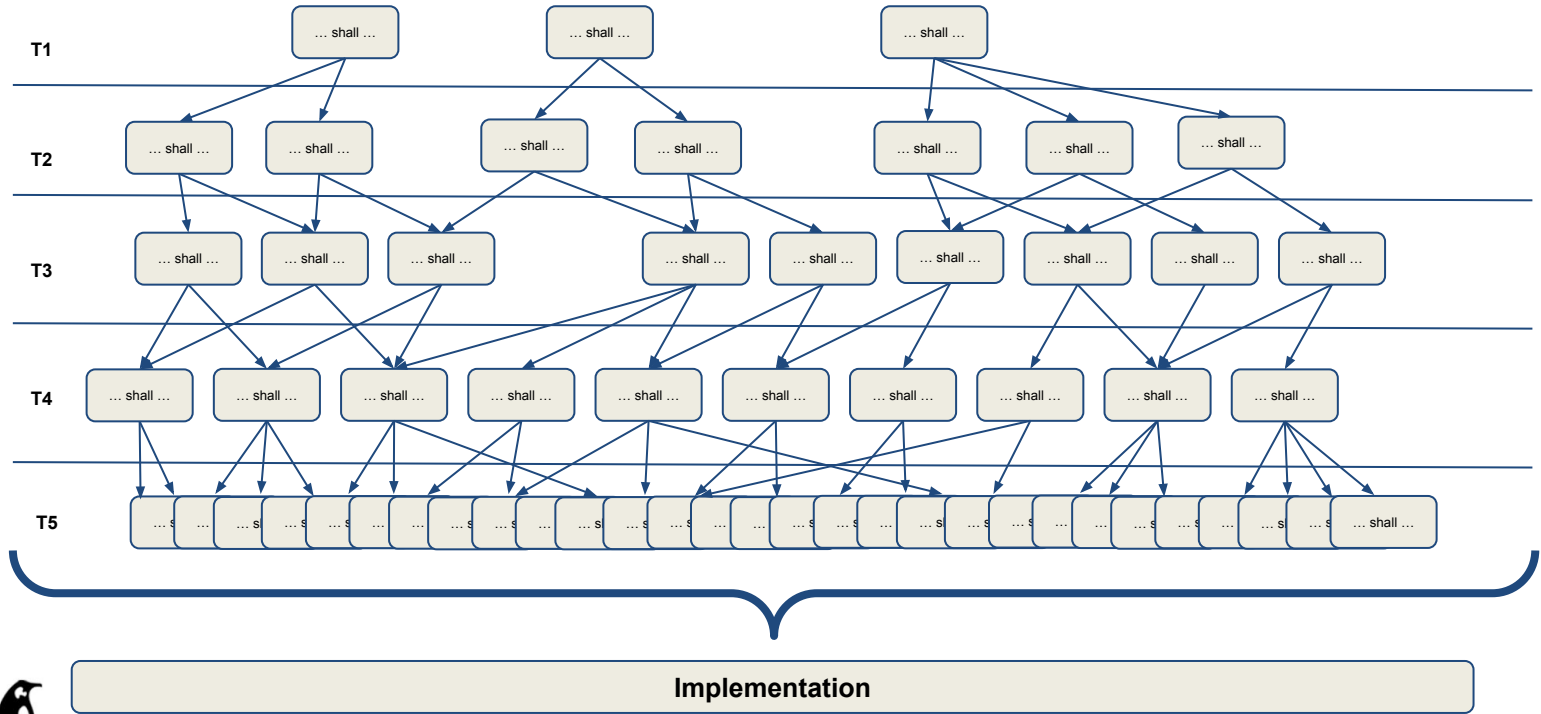 T1
… shall … … shall … … shall …
T2
… shall … … shall … … shall … … shall … … shall … … shall … … shall …
T3
… shall … … shall … … shall … … shall … … shall … … shall … … shall … … shall … … shall …
T4
… shall … … shall … … shall … … shall … … shall … … shall … … shall … … shall … … shall … … shall …
T5
… shall …
Implementation